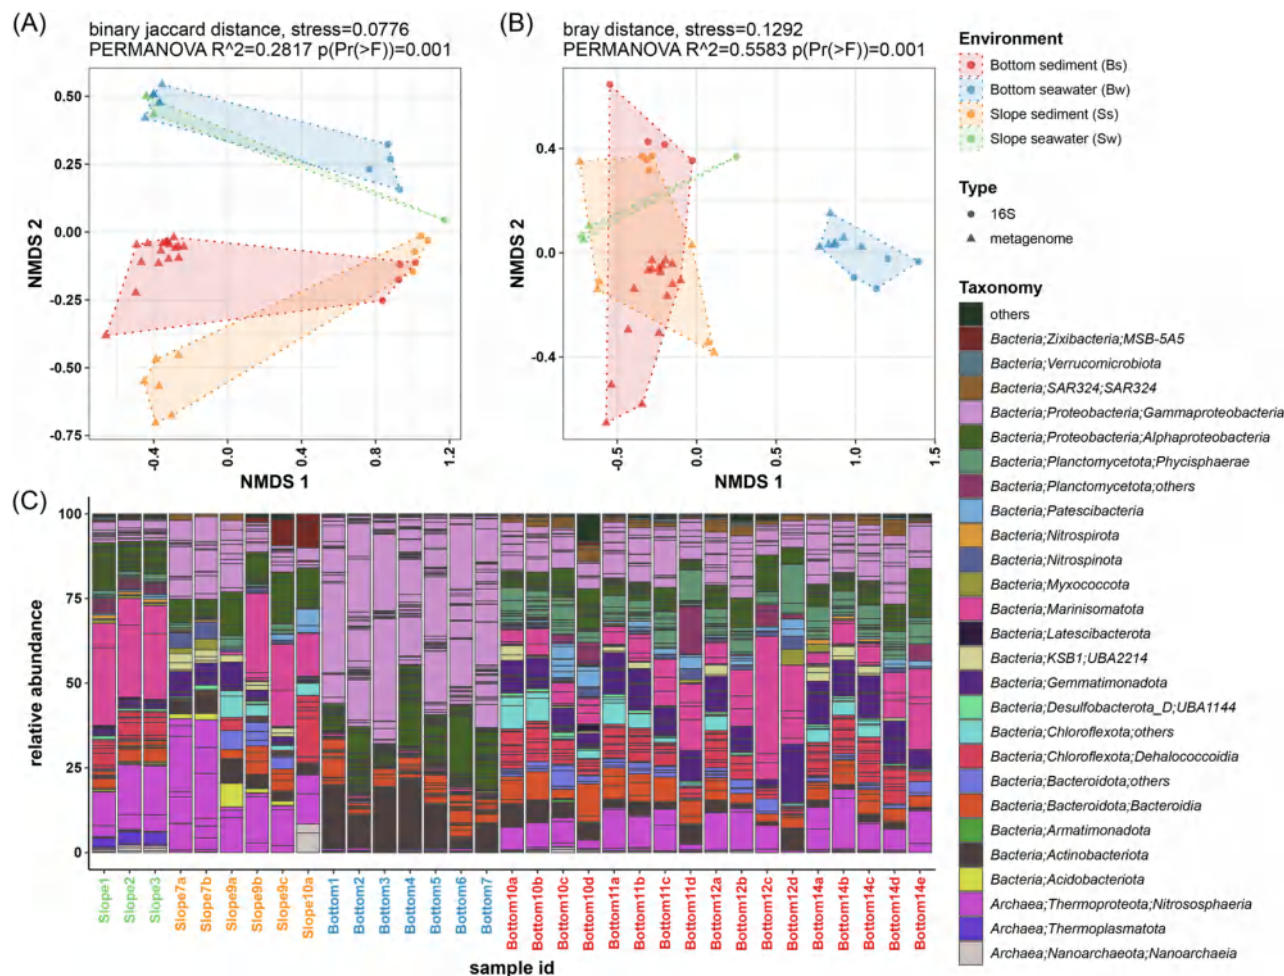 (A)
binary jaccard distance, stress=0.0776
PERMANOVA R^2=0.2817 p(Pr(>F))=0.001
0.50
0.25
0.00
-0.25
-0.50
-0.75
NMDS 2
-0.4
0.0
0.4
0.8
1.2
NMDS 1
(B)
bray distance, stress=0.1292
PERMANOVA R^2=0.5583 p(Pr(>F))=0.001
0.4
0.0
-0.4
NMDS 2
-0.5
0.0
0.5
1.0
1.5
NMDS 1
Environment
Bottom sediment (Bs)
Bottom seawater (Bw)
Slope sediment (Ss)
Slope seawater (Sw)
Type
16S
metagenome
Taxonomy
others
Bacteria;Zixibacteria;MSB-5A5
Bacteria;Verrucomicrobiota
Bacteria;SAR324;SAR324
Bacteria;Proteobacteria;Gammaproteobacteria
Bacteria;Proteobacteria;Alphaproteobacteria
Bacteria;Planctomycetota;Phycisphaerae
Bacteria;Planctomycetota;others
Bacteria;Patescibacteria
Bacteria;Nitrospirota
Bacteria;Nitrospinota
Bacteria;Myxococcota
Bacteria;Marinisomatota
Bacteria;Latescibacterota
Bacteria;KSB1;UBA2214
Bacteria;Gemmatimonadota
Bacteria;Desulfobacterota_D;UBA1144
Bacteria;Chloroflexota;others
Bacteria;Chloroflexota;Dehalococcoidia
Bacteria;Bacteroidota;others
Bacteria;Bacteroidota;Bacteroidia
Bacteria;Armatimonadota
Bacteria;Actinobacteriota
Bacteria;Acidobacteriota
Archaea;Thermoproteota;Nitrososphaeria
Archaea;Thermoplasmatota
Archaea;Nanoarchaeota;Nanoarchaeia
(C)
100
75
50
25
0
relative abundance
Slope1
Slope2
Slope3
Slope7a
Slope7b
Slope9a
Slope9b
Slope9c
Slope10a
Bottom1
Bottom2
Bottom3
Bottom4
Bottom5
Bottom6
Bottom7
Bottom10a
Bottom10b
Bottom10c
Bottom10d
Bottom11a
Bottom11b
Bottom11c
Bottom11d
Bottom12a
Bottom12b
Bottom12c
Bottom12d
Bottom14a
Bottom14b
Bottom14c
Bottom14d
Bottom14e
sample id